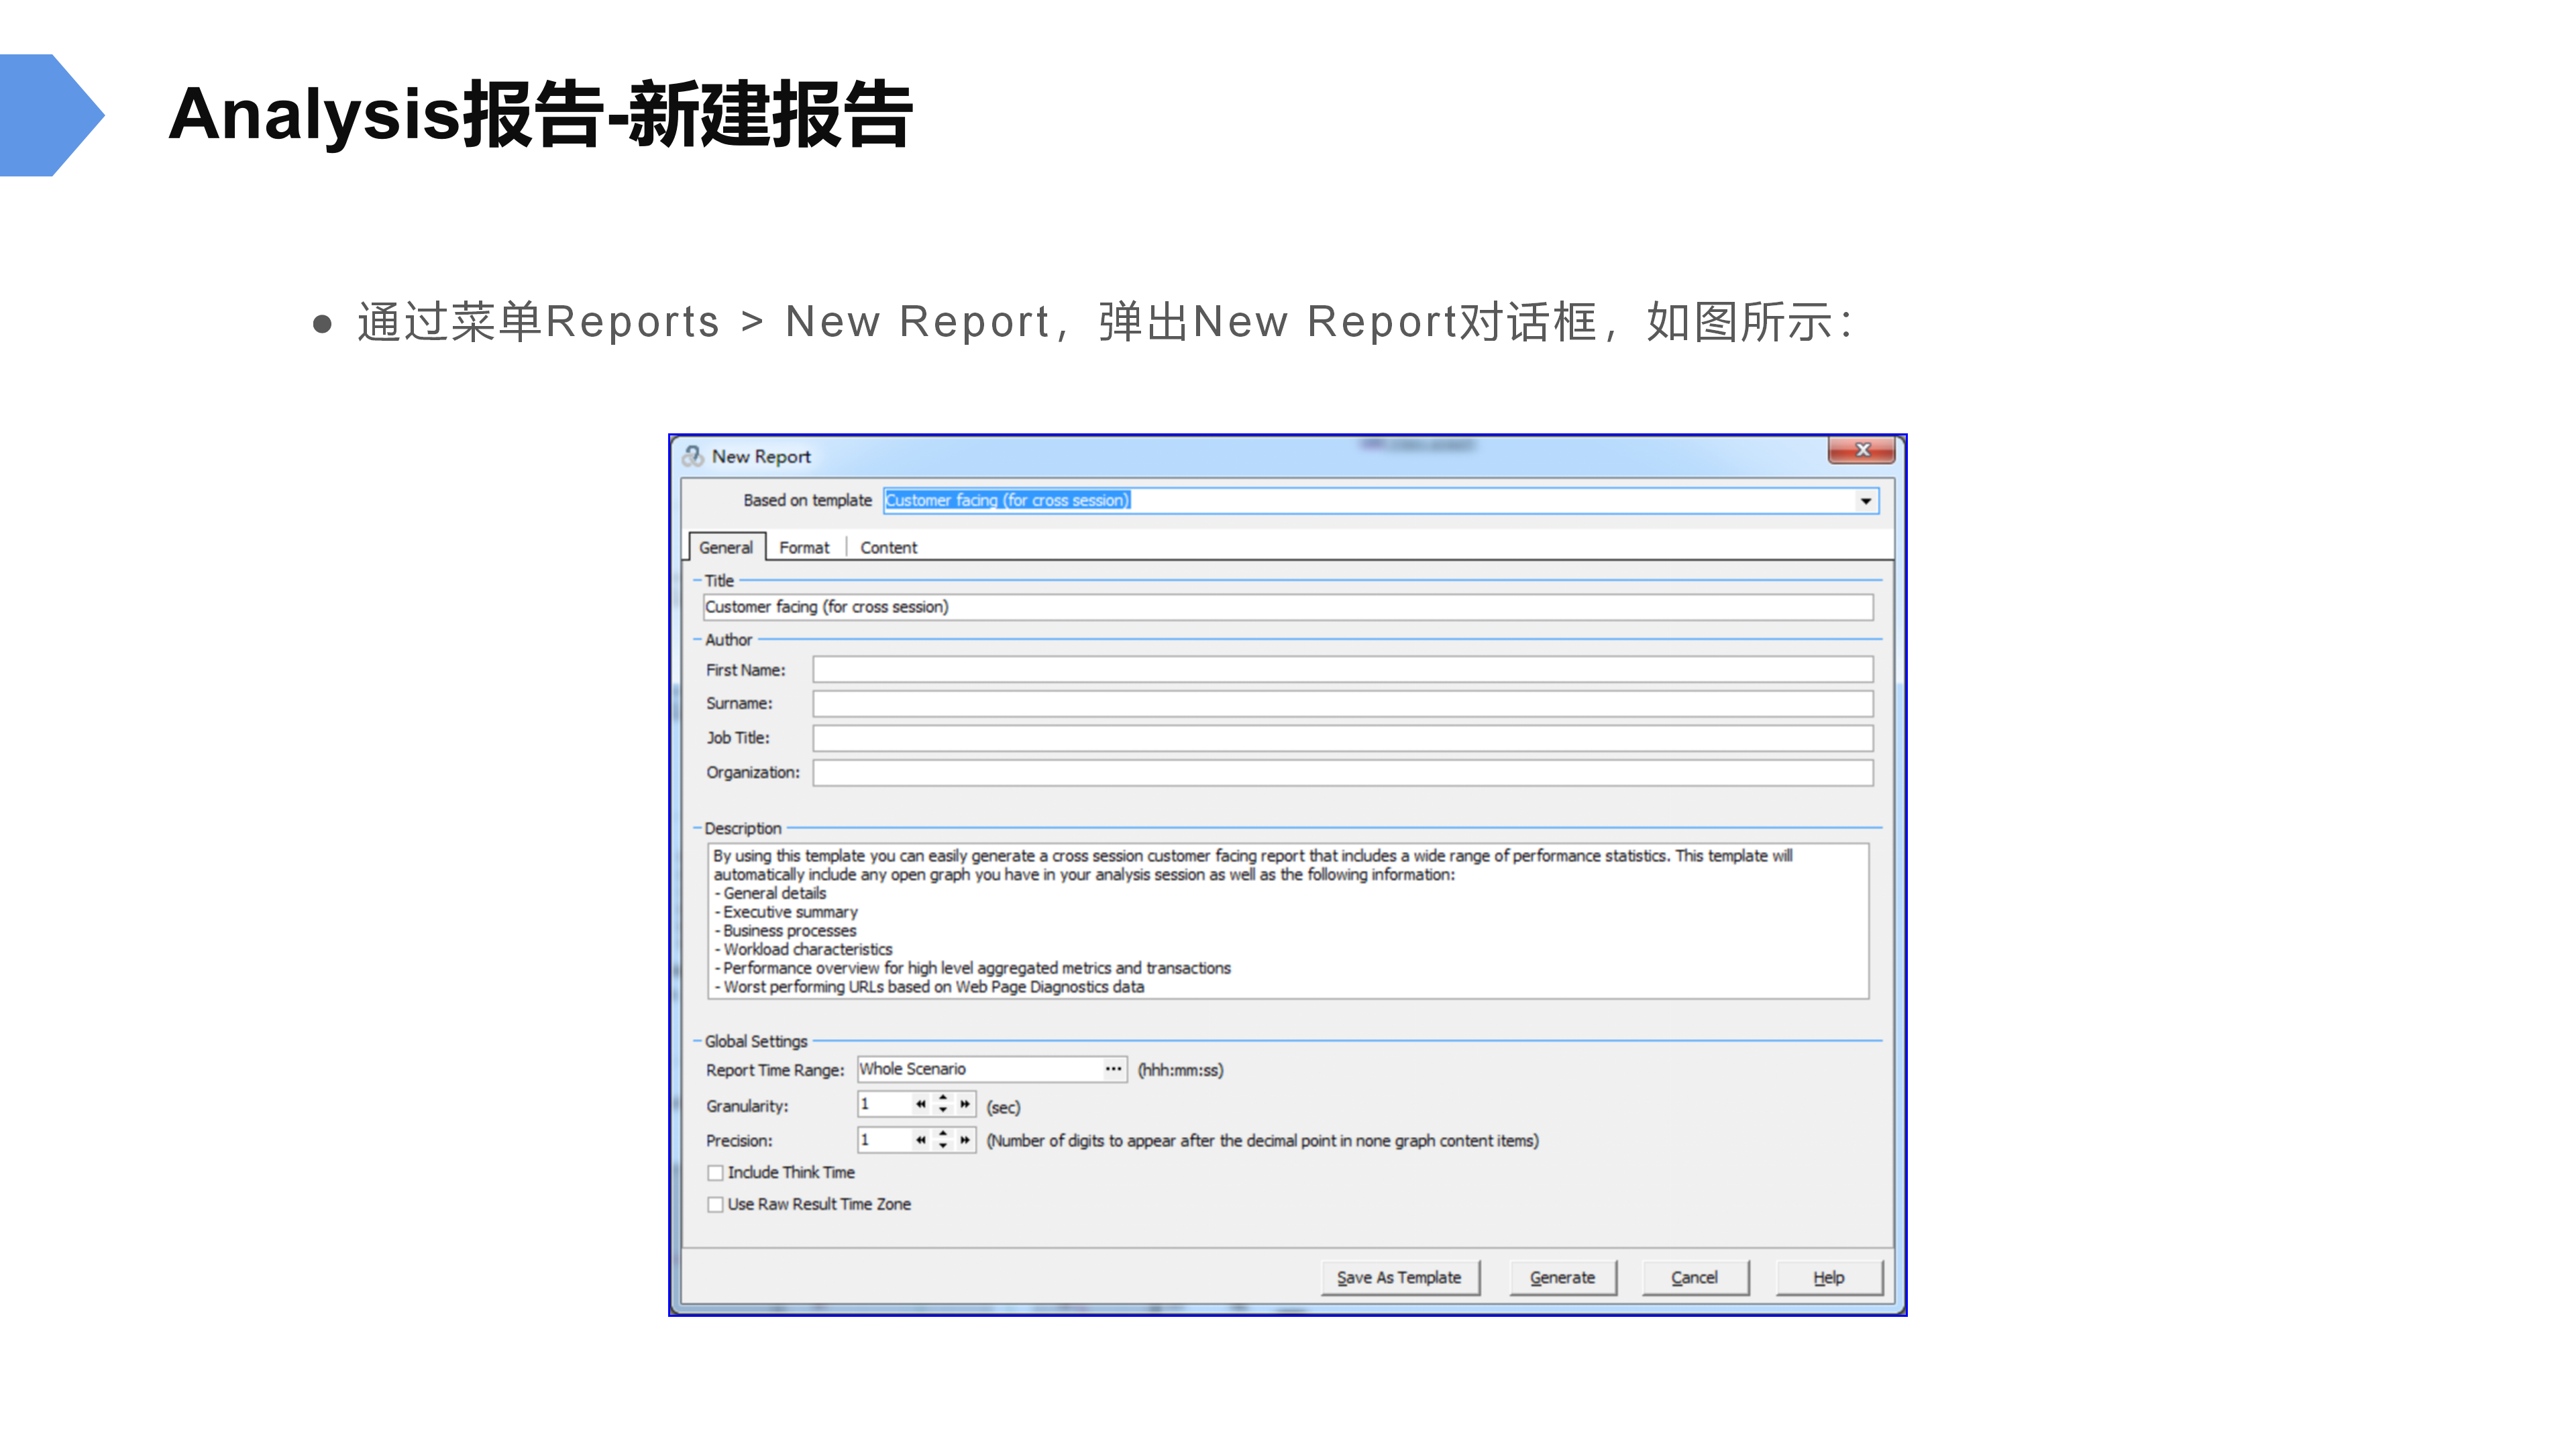 Analysis报告-新建报告
● 通过菜单Reports > New Report，弹出New Report对话框，如图所示：
New Report
Based on template Customer facing (for cross session)
General Format Content
Title
Customer facing (for cross session)
Author
First Name:
Surname:
Job Title:
Organization:
Description
By using this template you can easily generate a cross session customer facing report that includes a wide range of performance statistics. This template will
automatically include any open graph you have in your analysis session as well as the following information:
- General details
- Executive summary
- Business processes
- Workload characteristics
- Performance overview for high level aggregated metrics and transactions
- Worst performing URLs based on Web Page Diagnostics data
Global Settings
Report Time Range: Whole Scenario ... (hhh:mm:ss)
Granularity: 1 (sec)
Precision: 1 (Number of digits to appear after the decimal point in none graph content items)
Include Think Time
Use Raw Result Time Zone
Save As Template Generate Cancel Help